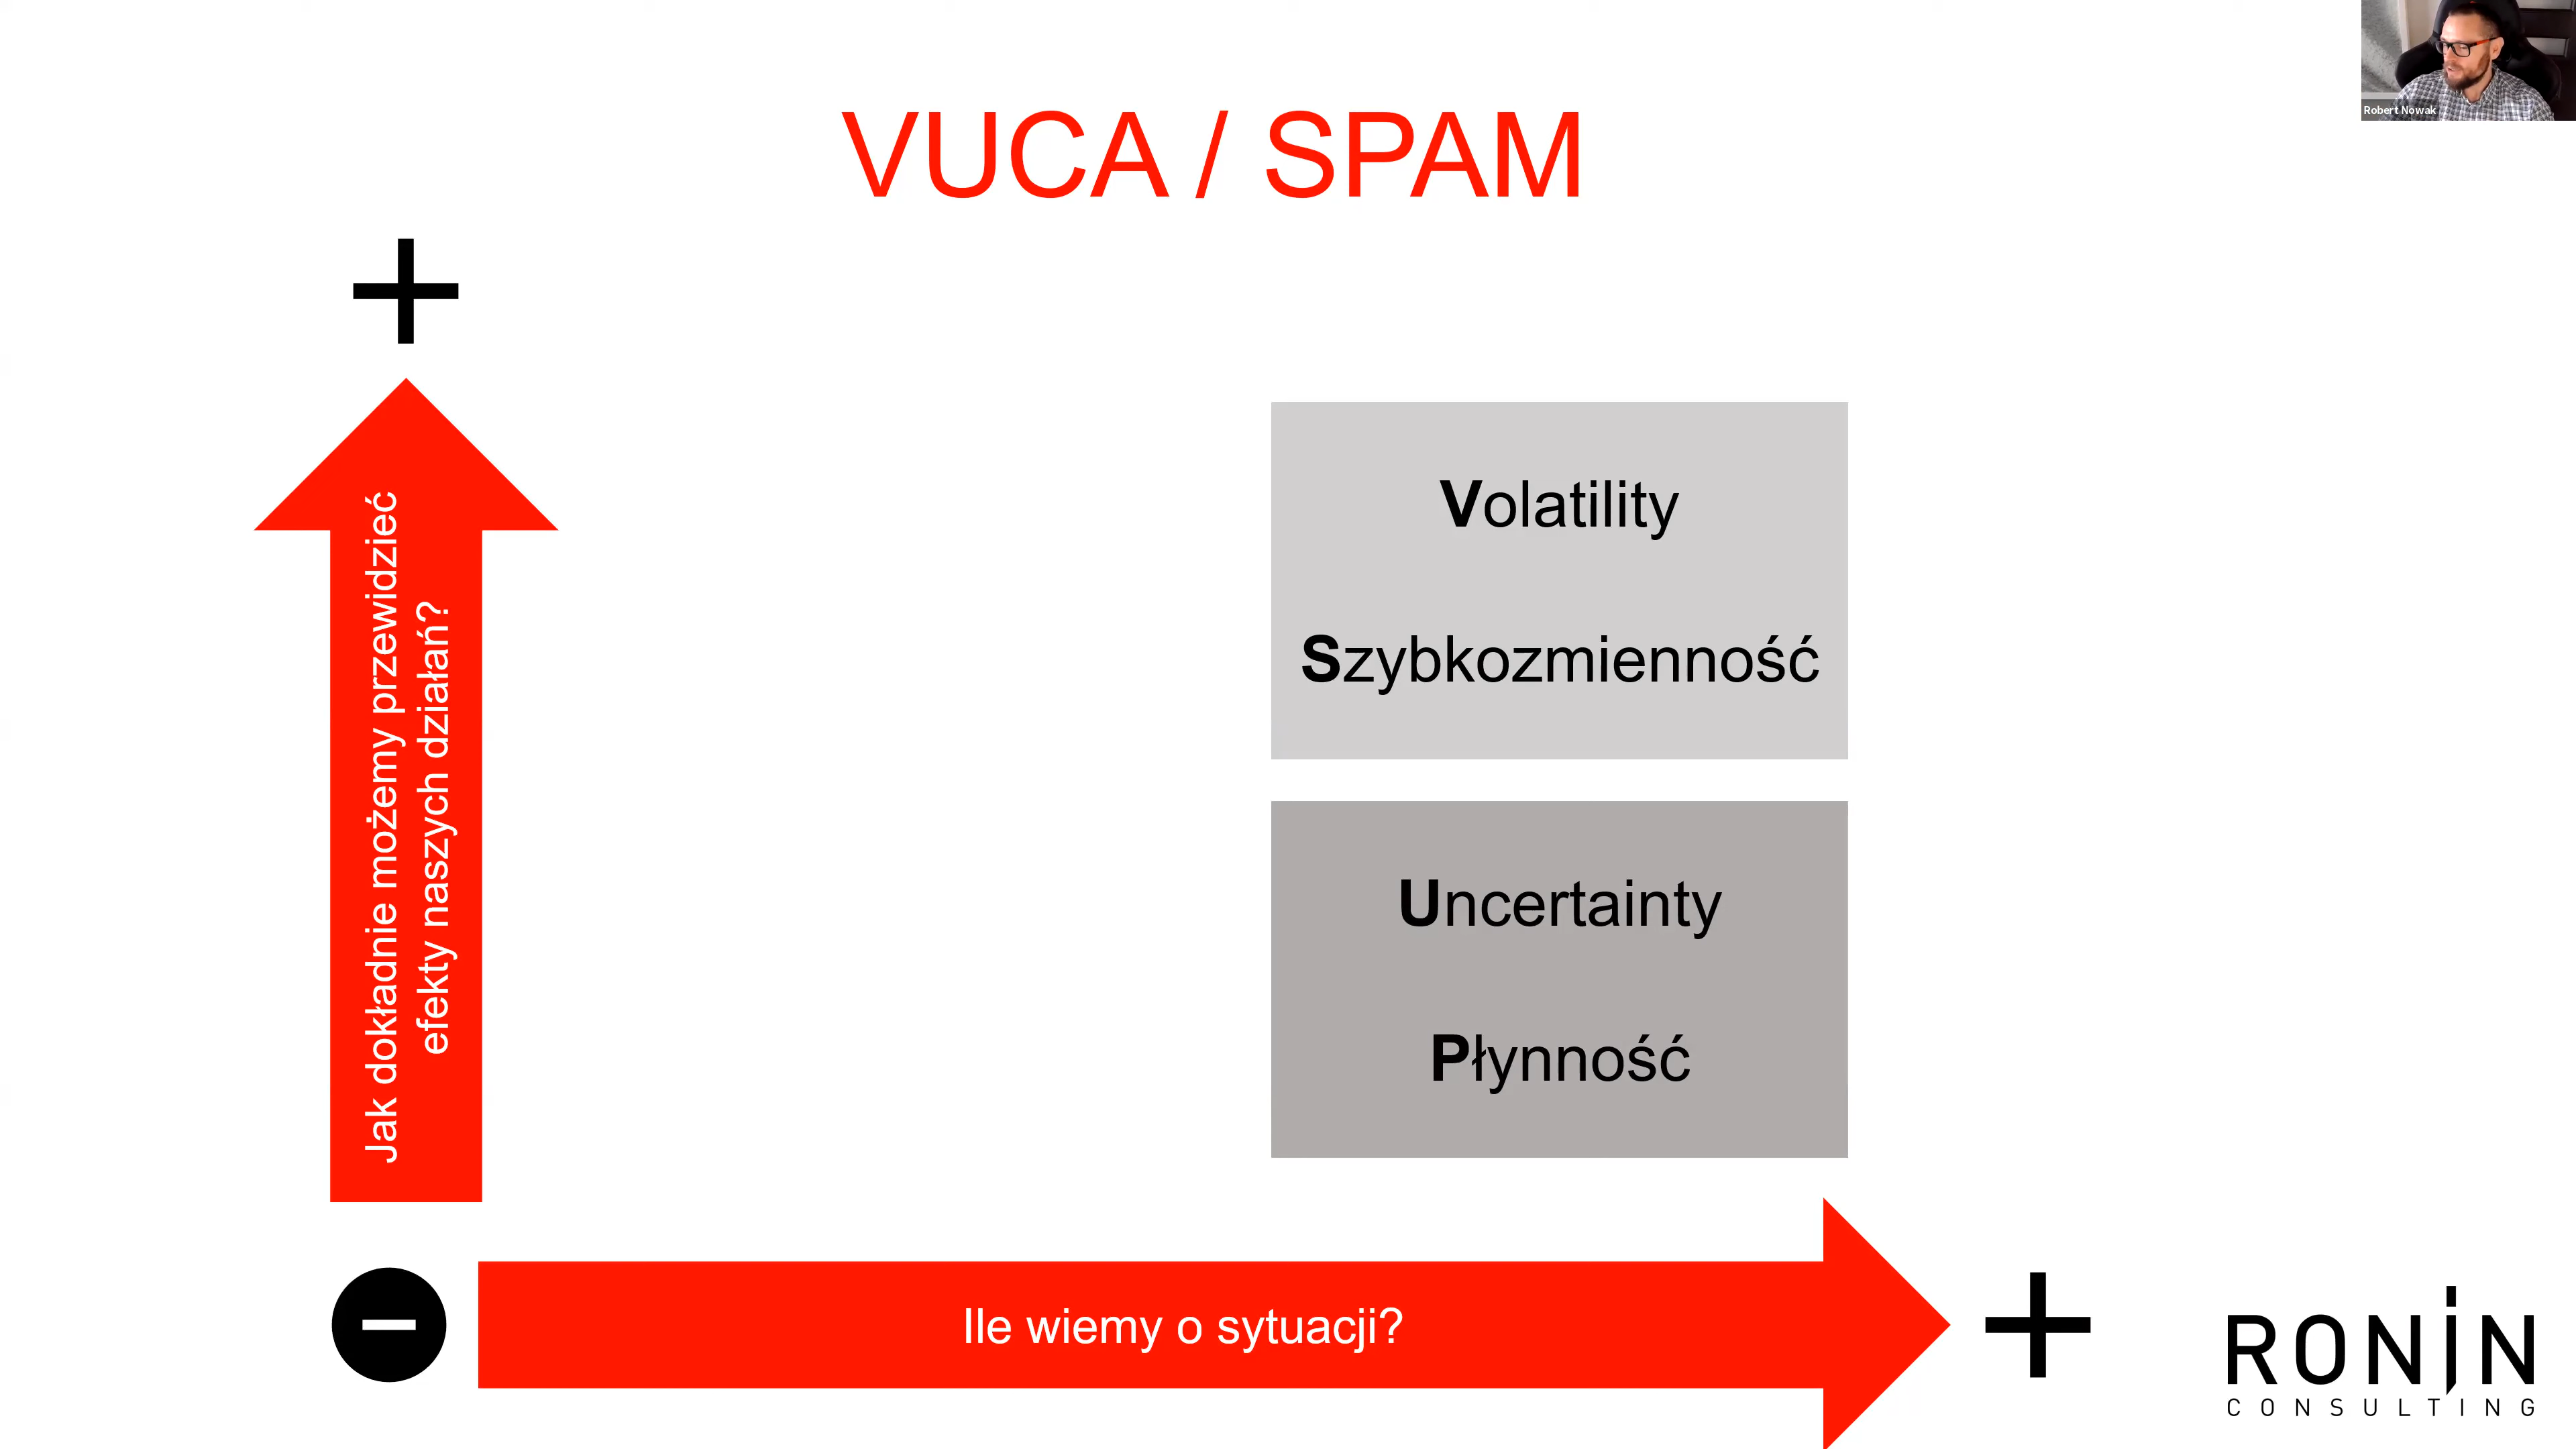 Robert Nowak
VUCA / SPAM
Jak dokładnie możemy przewidzieć
efekty naszych działań?
Volatility
Szybkozmienność
Uncertainty
Płynność
Ile wiemy o sytuacji?
RONIN
CONSULTING